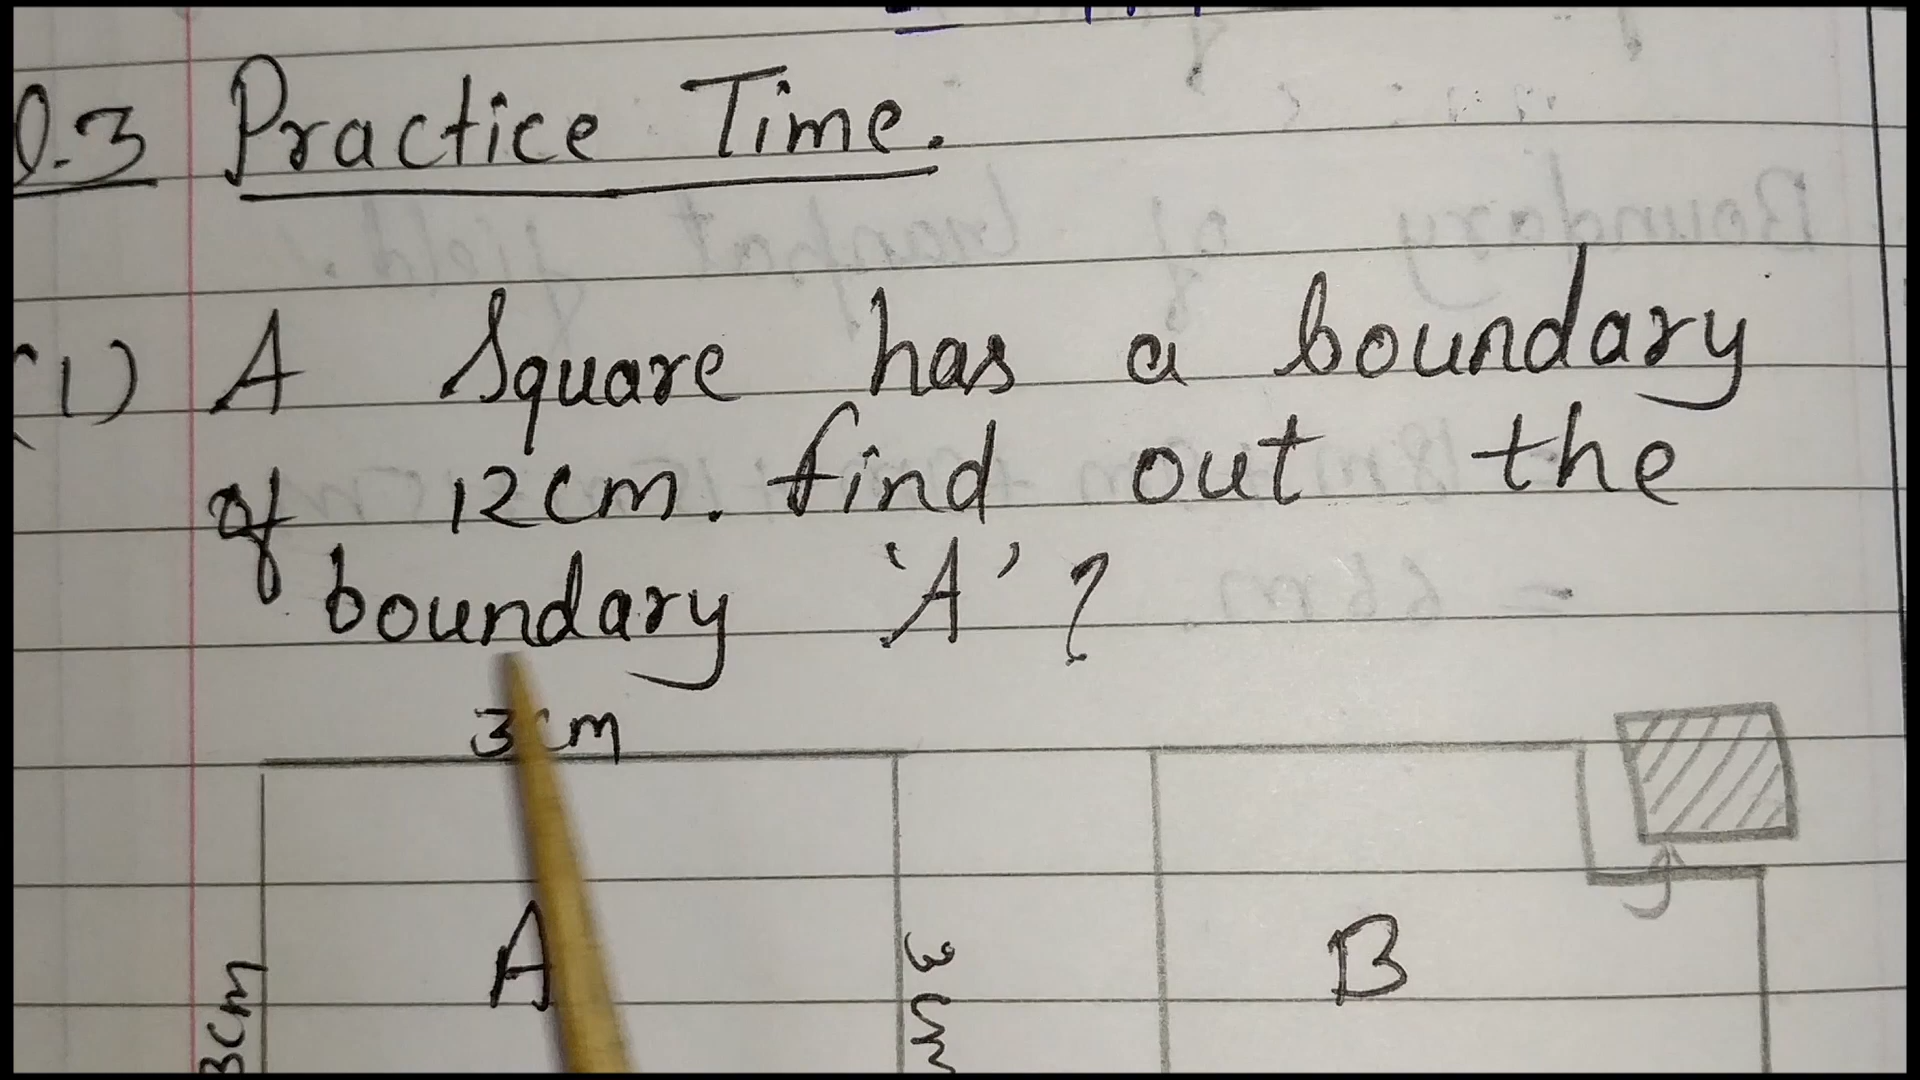 Q.3 Practice Time.
(1) A Square has a boundary
of 12cm. find out the
boundary 'A' ?
3cm
A
B
3cm
3cm